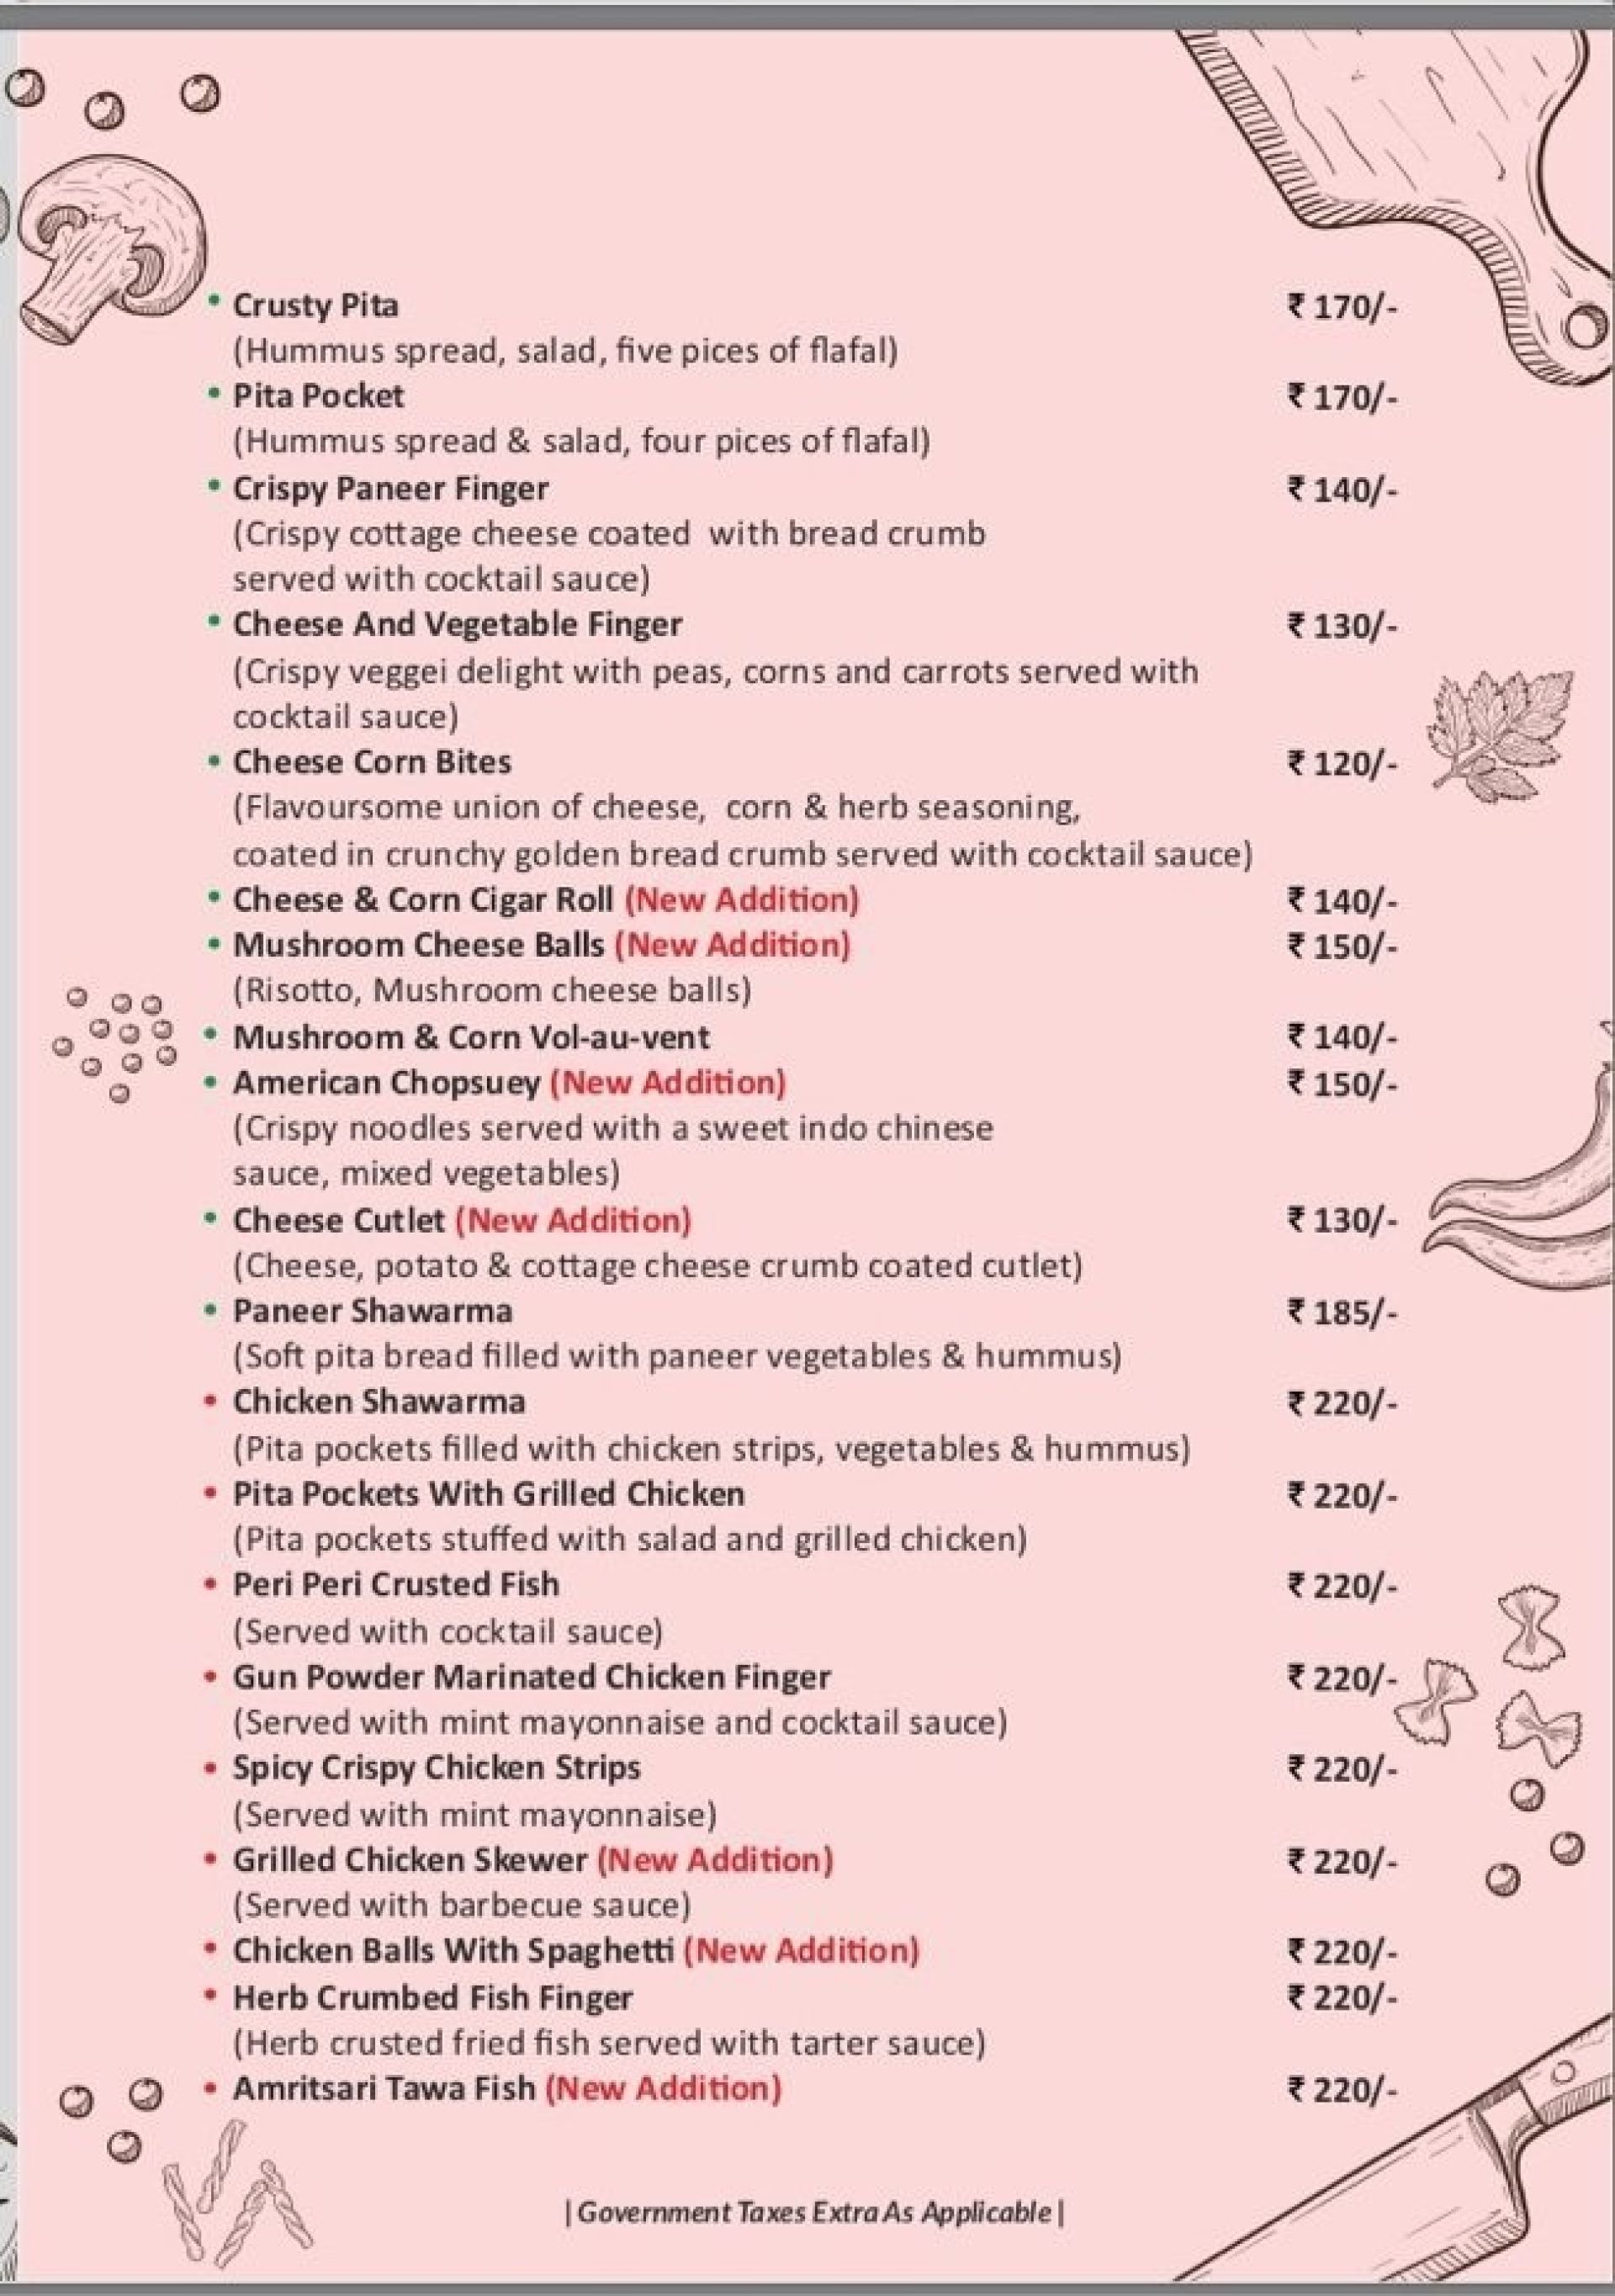 • Crusty Pita ₹ 170/-
(Hummus spread, salad, five pices of flafal)
• Pita Pocket ₹ 170/-
(Hummus spread & salad, four pices of flafal)
• Crispy Paneer Finger ₹ 140/-
(Crispy cottage cheese coated with bread crumb
served with cocktail sauce)
• Cheese And Vegetable Finger ₹ 130/-
(Crispy veggei delight with peas, corns and carrots served with
cocktail sauce)
• Cheese Corn Bites ₹ 120/-
(Flavoursome union of cheese, corn & herb seasoning,
coated in crunchy golden bread crumb served with cocktail sauce)
• Cheese & Corn Cigar Roll (New Addition) ₹ 140/-
• Mushroom Cheese Balls (New Addition) ₹ 150/-
(Risotto, Mushroom cheese balls)
• Mushroom & Corn Vol-au-vent ₹ 140/-
• American Chopsuey (New Addition) ₹ 150/-
(Crispy noodles served with a sweet indo chinese
sauce, mixed vegetables)
• Cheese Cutlet (New Addition) ₹ 130/-
(Cheese, potato & cottage cheese crumb coated cutlet)
• Paneer Shawarma ₹ 185/-
(Soft pita bread filled with paneer vegetables & hummus)
• Chicken Shawarma ₹ 220/-
(Pita pockets filled with chicken strips, vegetables & hummus)
• Pita Pockets With Grilled Chicken ₹ 220/-
(Pita pockets stuffed with salad and grilled chicken)
• Peri Peri Crusted Fish ₹ 220/-
(Served with cocktail sauce)
• Gun Powder Marinated Chicken Finger ₹ 220/-
(Served with mint mayonnaise and cocktail sauce)
• Spicy Crispy Chicken Strips ₹ 220/-
(Served with mint mayonnaise)
• Grilled Chicken Skewer (New Addition) ₹ 220/-
(Served with barbecue sauce)
• Chicken Balls With Spaghetti (New Addition) ₹ 220/-
• Herb Crumbed Fish Finger ₹ 220/-
(Herb crusted fried fish served with tarter sauce)
• Amritsari Tawa Fish (New Addition) ₹ 220/-
| Government Taxes Extra As Applicable |